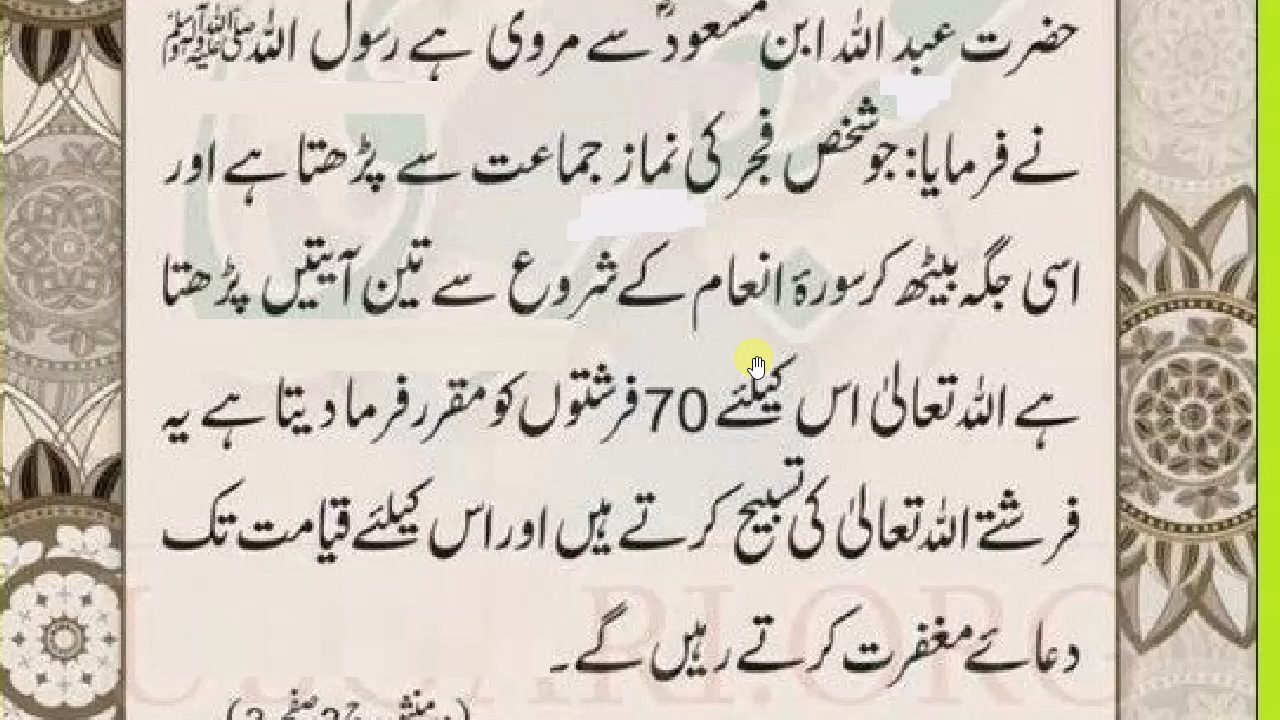 حضرت عبد اللہ ابن مسعودؓ سے مروی ہے رسول اللہ ﷺ
نے فرمایا: جو شخص فجر کی نماز جماعت سے پڑھتا ہے اور
اسی جگہ بیٹھ کر سورۂ انعام کے شروع سے تین آیتیں پڑھتا
ہے اللہ تعالیٰ اس کیلئے 70 فرشتوں کو مقرر فرما دیتا ہے یہ
فرشتے اللہ تعالیٰ کی تسبیح کرتے ہیں اور اس کیلئے قیامت تک
دعائے مغفرت کرتے رہیں گے۔